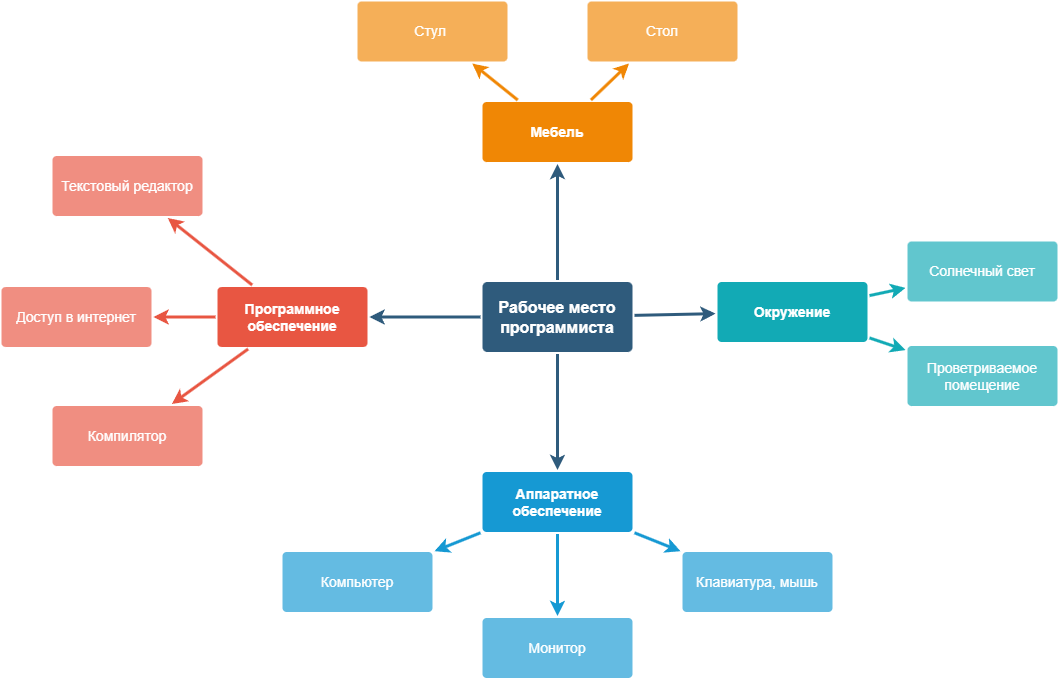 Стул
Стол
Мебель
Текстовый редактор
Солнечный свет
Доступ в интернет
Программное
обеспечение
Рабочее место
программиста
Окружение
Проветриваемое
помещение
Компилятор
Аппаратное
обеспечение
Компьютер
Клавиатура, мышь
Монитор